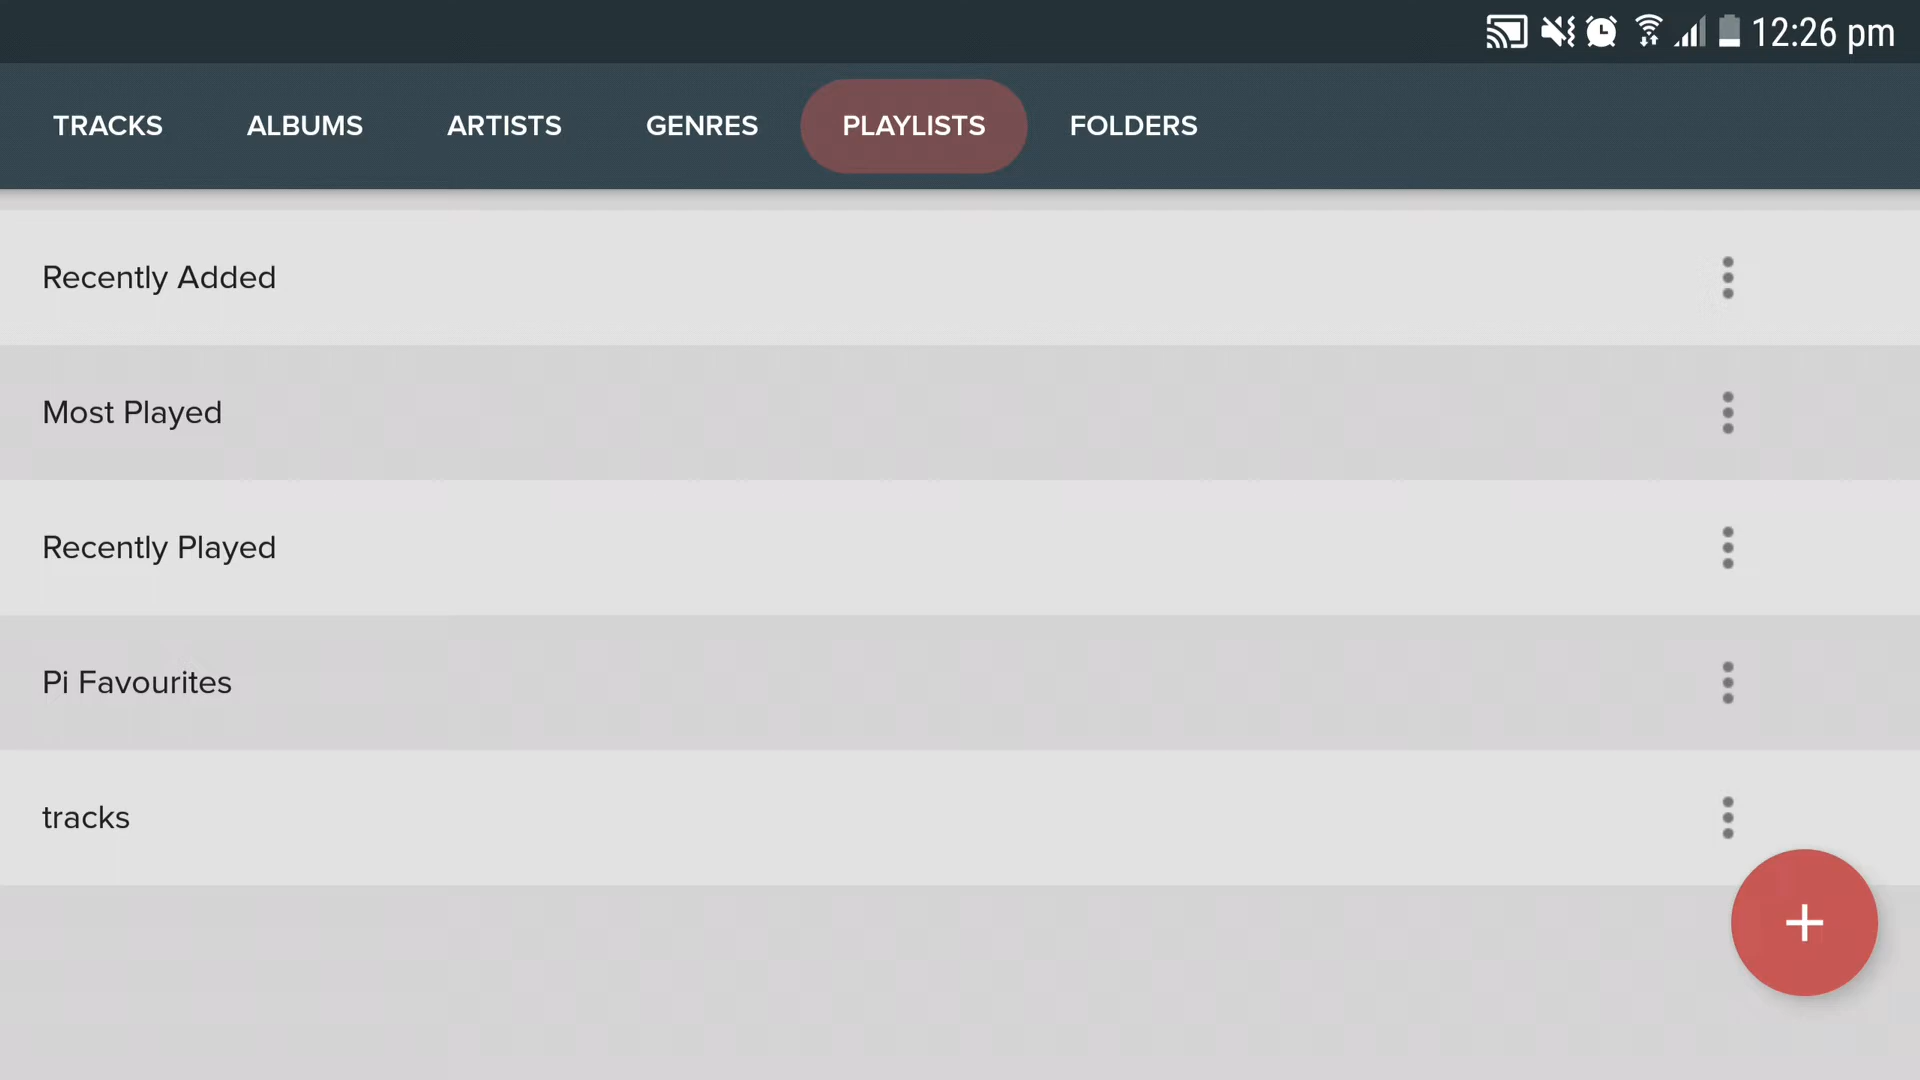 12:26 pm
TRACKS ALBUMS ARTISTS GENRES PLAYLISTS FOLDERS
Recently Added
Most Played
Recently Played
Pi Favourites
tracks